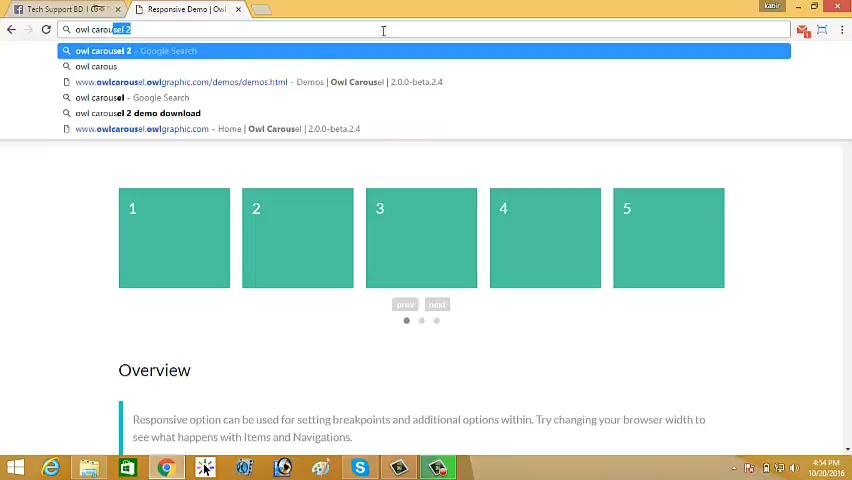 Tech Support BD । টেক
Responsive Demo | Owl
kabir
owl carousel 2
owl carousel 2 - Google Search
owl carous
www.owlcarousel.owlgraphic.com/demos/demos.html - Demos | Owl Carousel | 2.0.0-beta.2.4
owl carousel - Google Search
owl carousel 2 demo download
www.owlcarousel.owlgraphic.com - Home | Owl Carousel | 2.0.0-beta.2.4
1 2 3 4 5
prev next
Overview
Responsive option can be used for setting breakpoints and additional options within. Try changing your browser width to
see what happens with Items and Navigations.
4:54 PM
10/20/2016